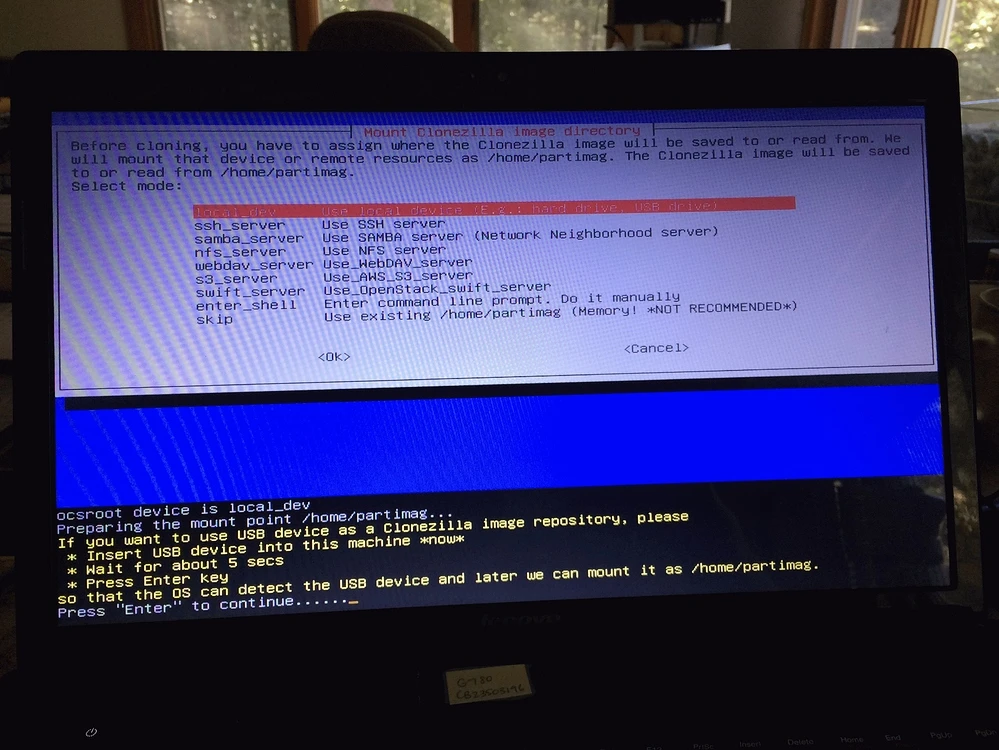 Mount Clonezilla image directory
Before cloning, you have to assign where the Clonezilla image will be saved to or read from. We
will mount that device or remote resources as /home/partimag. The Clonezilla image will be saved
to or read from /home/partimag.
Select mode:
local_dev Use local device (E.g.: hard drive, USB drive)
ssh_server Use SSH server
samba_server Use SAMBA server (Network Neighborhood server)
nfs_server Use NFS server
webdav_server Use_WebDAV_server
s3_server Use_AWS_S3_server
swift_server Use_OpenStack_swift_server
enter_shell Enter command line prompt. Do it manually
skip Use existing /home/partimag (Memory! *NOT RECOMMENDED*)
<Ok> <Cancel>
ocsroot device is local_dev
Preparing the mount point /home/partimag...
If you want to use USB device as a Clonezilla image repository, please
* Insert USB device into this machine *now*
* Wait for about 5 secs
* Press Enter key
so that the OS can detect the USB device and later we can mount it as /home/partimag.
Press "Enter" to continue......_
lenovo
G780
Insert Delete Home End PgUp